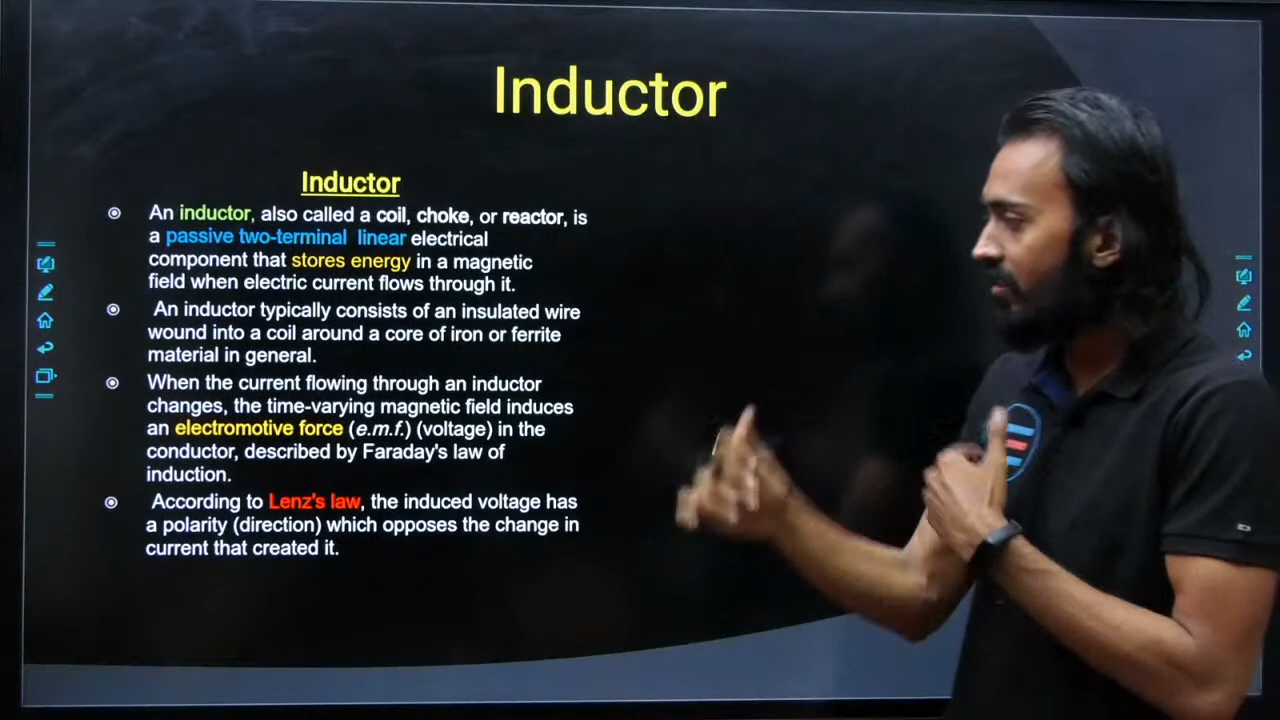 Inductor
Inductor
An inductor, also called a coil, choke, or reactor, is
a passive two-terminal linear electrical
component that stores energy in a magnetic
field when electric current flows through it.
An inductor typically consists of an insulated wire
wound into a coil around a core of iron or ferrite
material in general.
When the current flowing through an inductor
changes, the time-varying magnetic field induces
an electromotive force (e.m.f.) (voltage) in the
conductor, described by Faraday's law of
induction.
According to Lenz's law, the induced voltage has
a polarity (direction) which opposes the change in
current that created it.